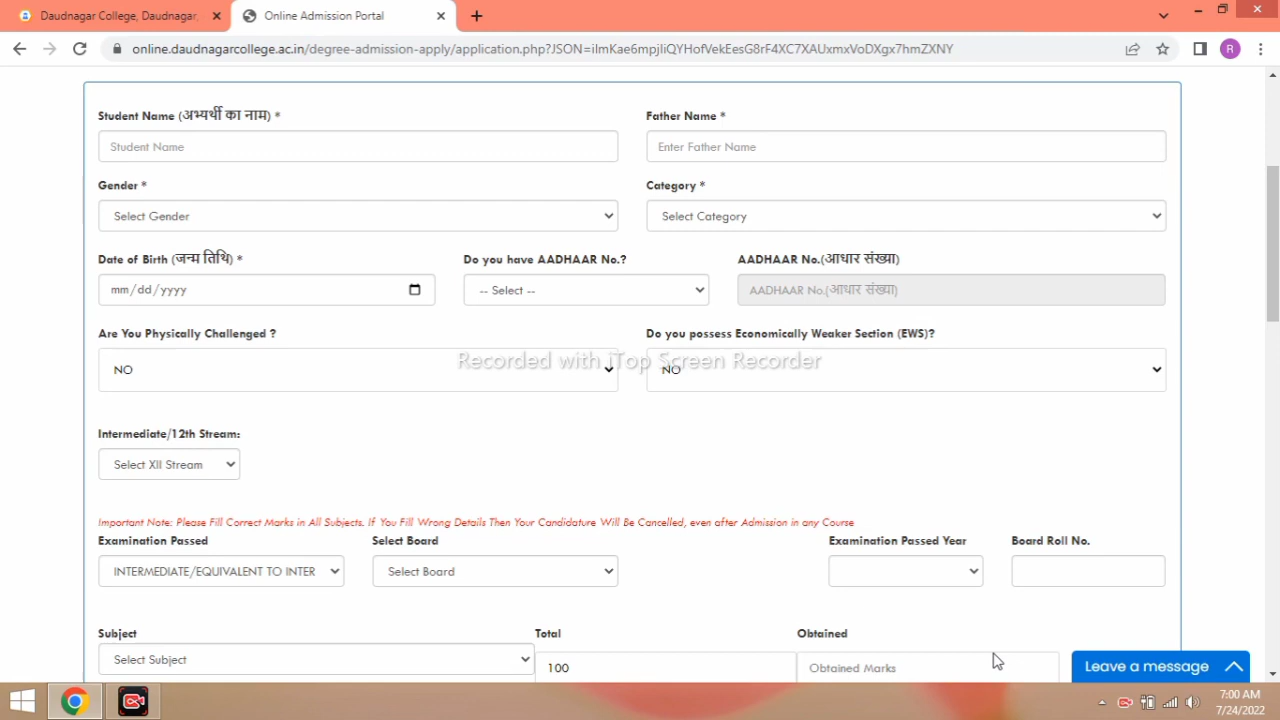 Daudnagar College, Daudnagar,
Online Admission Portal
online.daudnagarcollege.ac.in/degree-admission-apply/application.php?JSON=iImKae6mpjIiQYHofVekEesG8rF4XC7XAUxmxVoDXgx7hmZXNY
R
Student Name (अभ्यर्थी का नाम) * Father Name *
Student Name Enter Father Name
Gender * Category *
Select Gender Select Category
Date of Birth (जन्म तिथि) * Do you have AADHAAR No.? AADHAAR No.(आधार संख्या)
mm/dd/yyyy -- Select -- AADHAAR No.(आधार संख्या)
Are You Physically Challenged ? Do you possess Economically Weaker Section (EWS)?
Recorded with iTop Screen Recorder
NO NO
Intermediate/12th Stream:
Select XII Stream
Important Note: Please Fill Correct Marks in All Subjects. If You Fill Wrong Details Then Your Candidature Will Be Cancelled, even after Admission in any Course
Examination Passed Select Board Examination Passed Year Board Roll No.
INTERMEDIATE/EQUIVALENT TO INTER Select Board
Subject Total Obtained
Select Subject 100 Obtained Marks
Leave a message
7:00 AM
7/24/2022